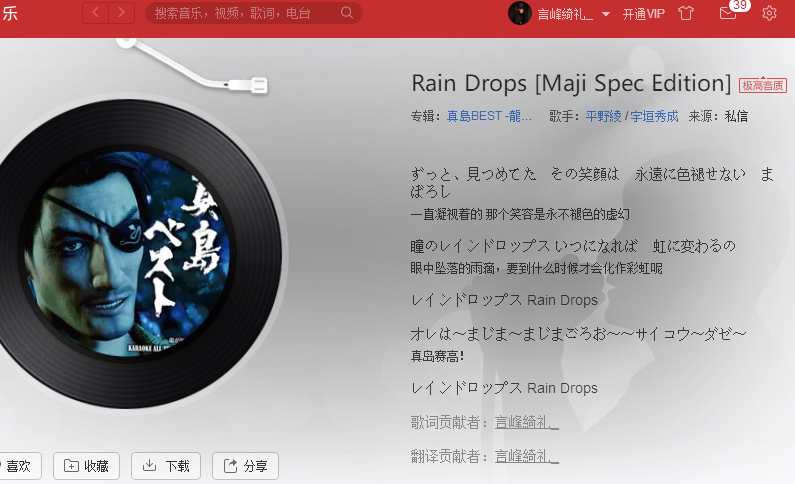 乐
搜索音乐，视频，歌词，电台
言峰绮礼_
开通VIP
39
Rain Drops [Maji Spec Edition]
极高音质
专辑：真島BEST -龍... 歌手：平野綾 / 宇垣秀成 来源：私信
真島
ベスト
ずっと、見つめてた　その笑顔は　永遠に色褪せない　ま
ぼろし
一直凝视着的 那个笑容是永不褪色的虚幻
瞳のレインドロップス いつになれば　虹に変わるの
眼中坠落的雨滴，要到什么时候才会化作彩虹呢
レインドロップス Rain Drops
オレは～まじま～まじまごろお～～サイコウ～ダゼ～
真岛赛高！
レインドロップス Rain Drops
歌词贡献者：言峰绮礼_
翻译贡献者：言峰绮礼_
喜欢
收藏
下载
分享